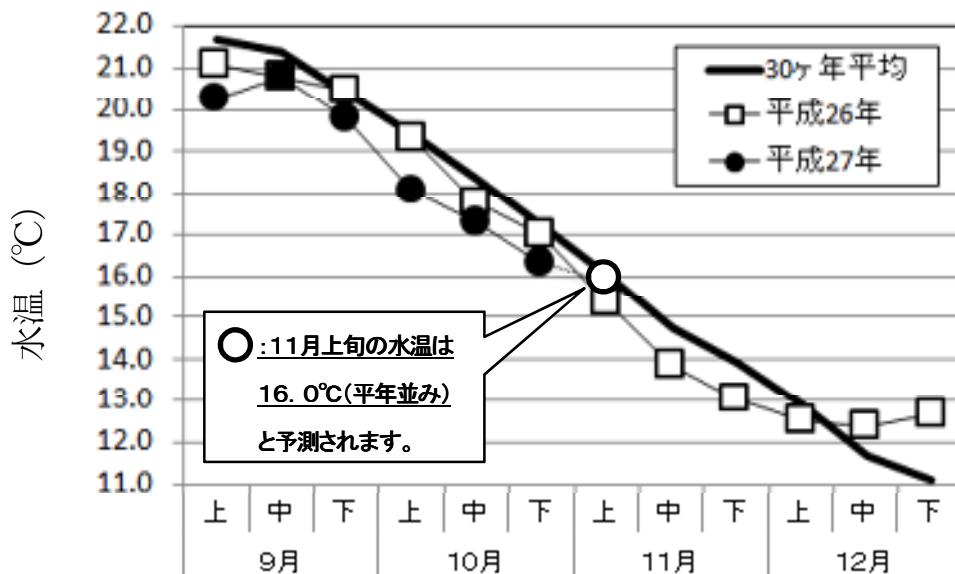 22.0
21.0
20.0
19.0
18.0
17.0
16.0
15.0
14.0
13.0
12.0
11.0
水温 (℃)
30ヶ年平均
平成26年
平成27年
:11月上旬の水温は
16.0℃(平年並み)
と予測されます。
上 中 下 上 中 下 上 中 下 上 中 下
9月 10月 11月 12月